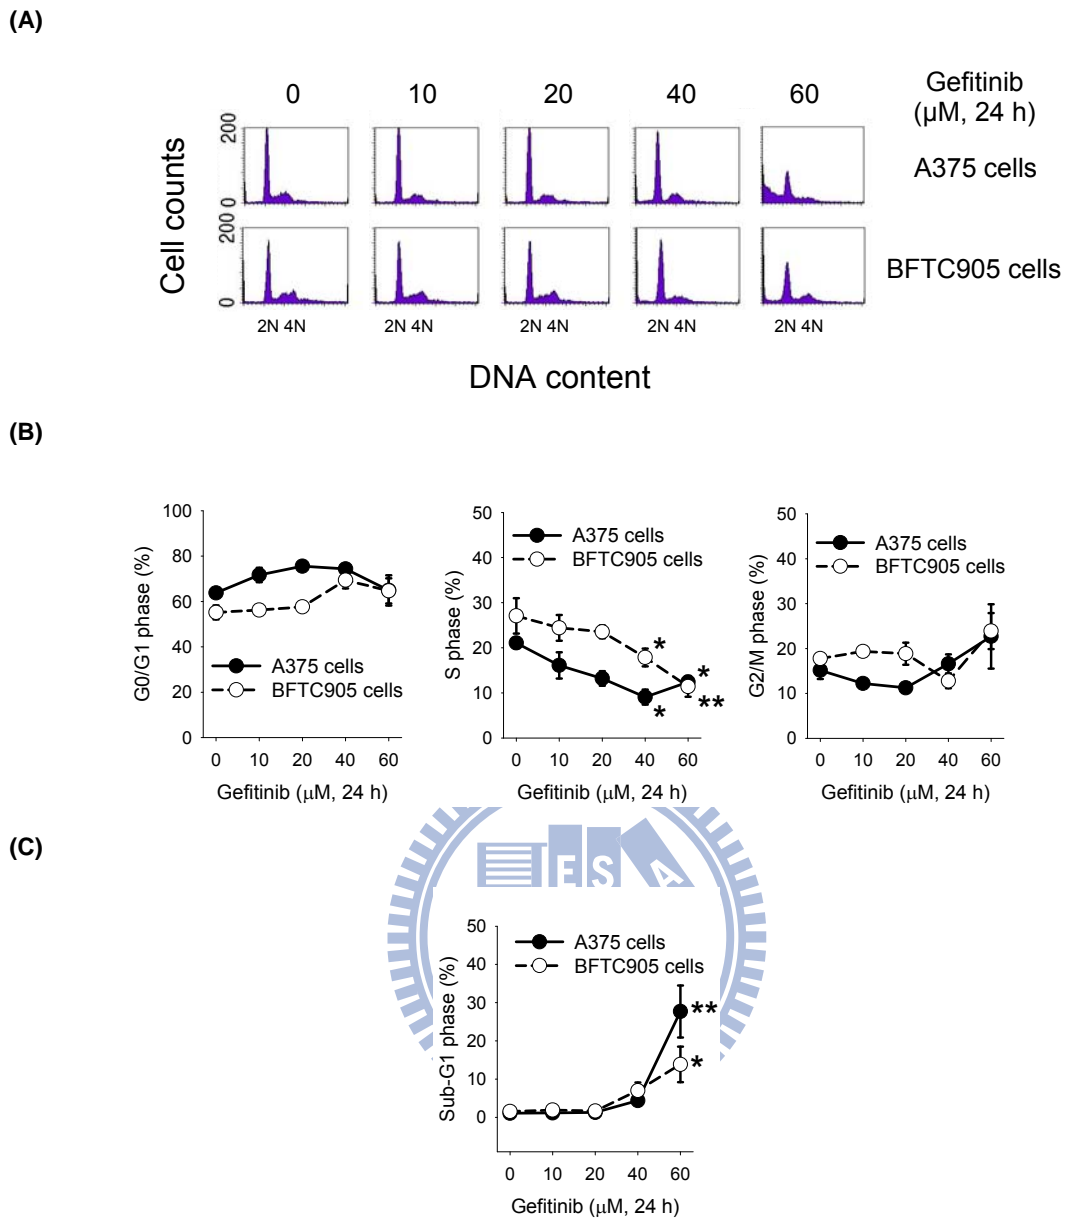 (A)
0 10 20 40 60 Gefitinib
(µM, 24 h)
Cell counts
200
0
A375 cells
200
0
BFTC905 cells
2N 4N 2N 4N 2N 4N 2N 4N 2N 4N
DNA content
(B)
G0/G1 phase (%)
100
80
60
40
20
0
A375 cells
BFTC905 cells
0 10 20 40 60
Gefitinib (µM, 24 h)
S phase (%)
50
40
30
20
10
0
A375 cells
BFTC905 cells
*
*
*
**
0 10 20 40 60
Gefitinib (µM, 24 h)
G2/M phase (%)
50
40
30
20
10
0
A375 cells
BFTC905 cells
0 10 20 40 60
Gefitinib (µM, 24 h)
(C)
E S A
Sub-G1 phase (%)
50
40
30
20
10
0
A375 cells
BFTC905 cells
**
*
0 10 20 40 60
Gefitinib (µM, 24 h)